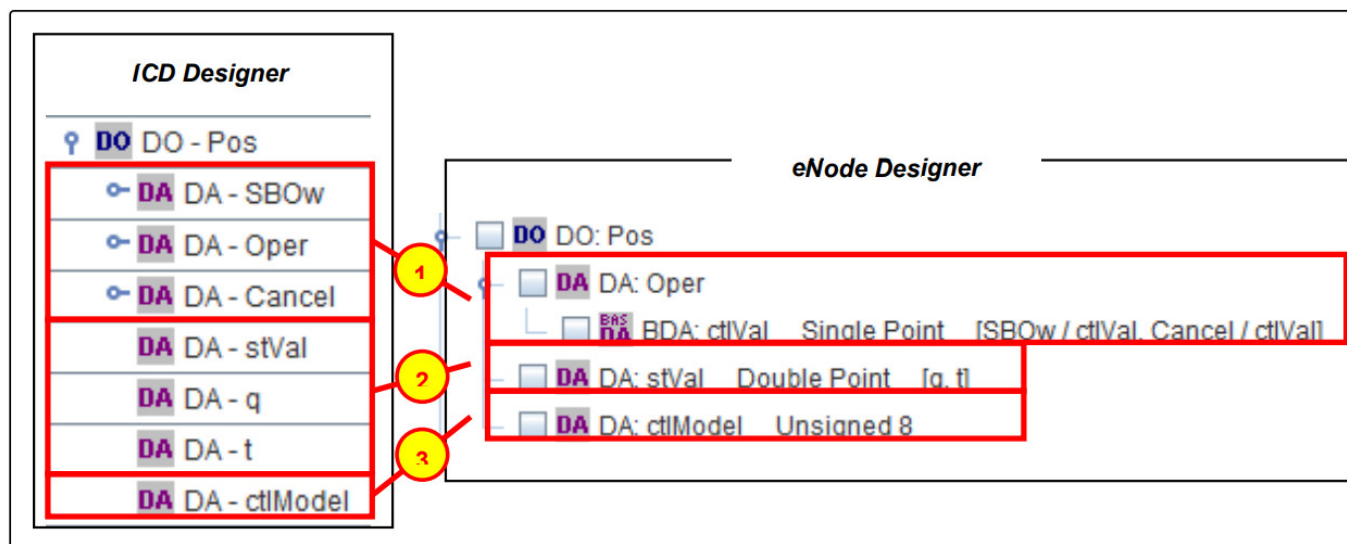 ICD Designer
DO DO - Pos
DA DA - SBOw
DA DA - Oper
DA DA - Cancel
DA DA - stVal
DA DA - q
DA DA - t
DA DA - ctlModel
1
2
3
eNode Designer
DO DO: Pos
DA DA: Oper
BAS DA BDA: ctlVal Single Point [SBOw / ctlVal, Cancel / ctlVal]
DA DA: stVal Double Point [q, t]
DA DA: ctlModel Unsigned 8